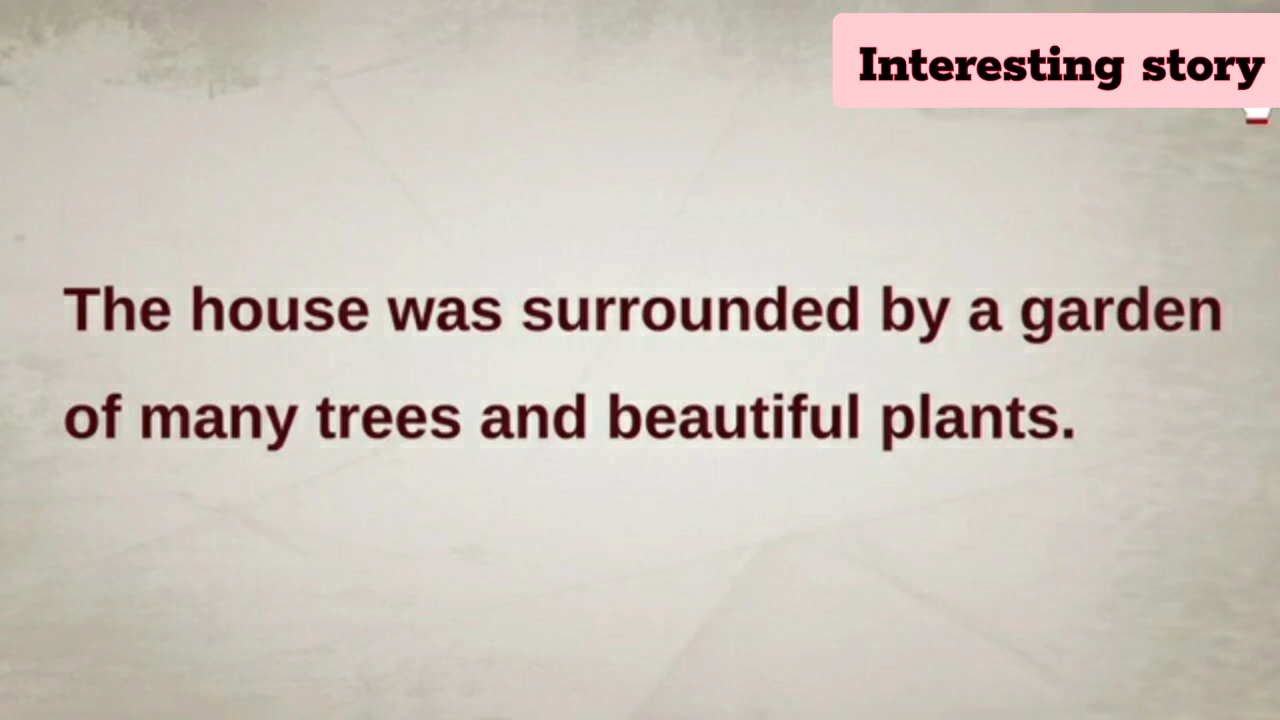 Interesting story
The house was surrounded by a garden
of many trees and beautiful plants.